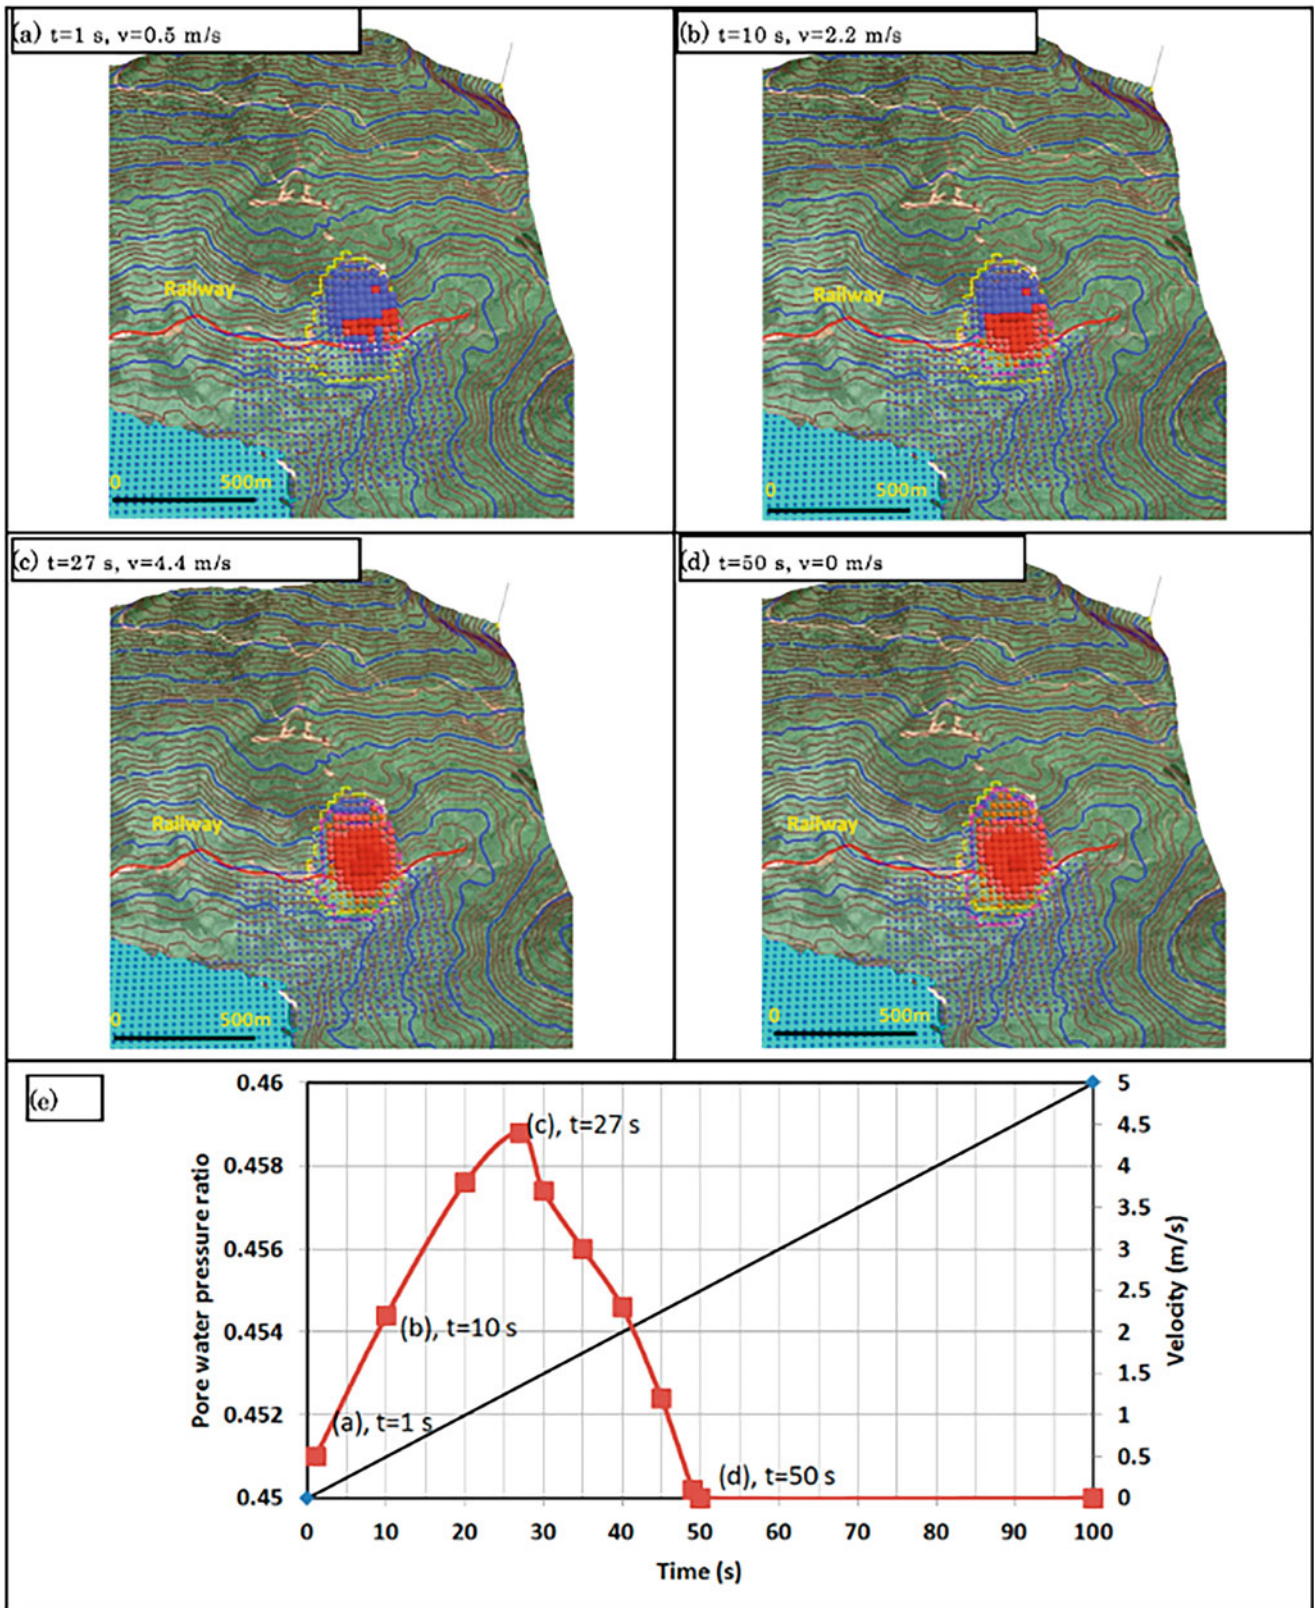 (a) t=1 s, v=0.5 m/s
Railway
0 500m
(b) t=10 s, v=2.2 m/s
Railway
0 500m
(c) t=27 s, v=4.4 m/s
Railway
0 500m
(d) t=50 s, v=0 m/s
Railway
0 500m
(e)
Pore water pressure ratio
0.46
0.458
0.456
0.454
0.452
0.45
(c), t=27 s
(b), t=10 s
(a), t=1 s
(d), t=50 s
5
4.5
4
3.5
3
2.5
2
1.5
1
0.5
0
Velocity (m/s)
0 10 20 30 40 50 60 70 80 90 100
Time (s)